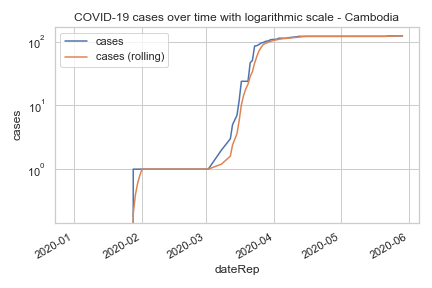 COVID-19 cases over time with logarithmic scale - Cambodia
cases
cases (rolling)
10²
10¹
10⁰
cases
2020-01
2020-02
2020-03
2020-04
2020-05
2020-06
dateRep